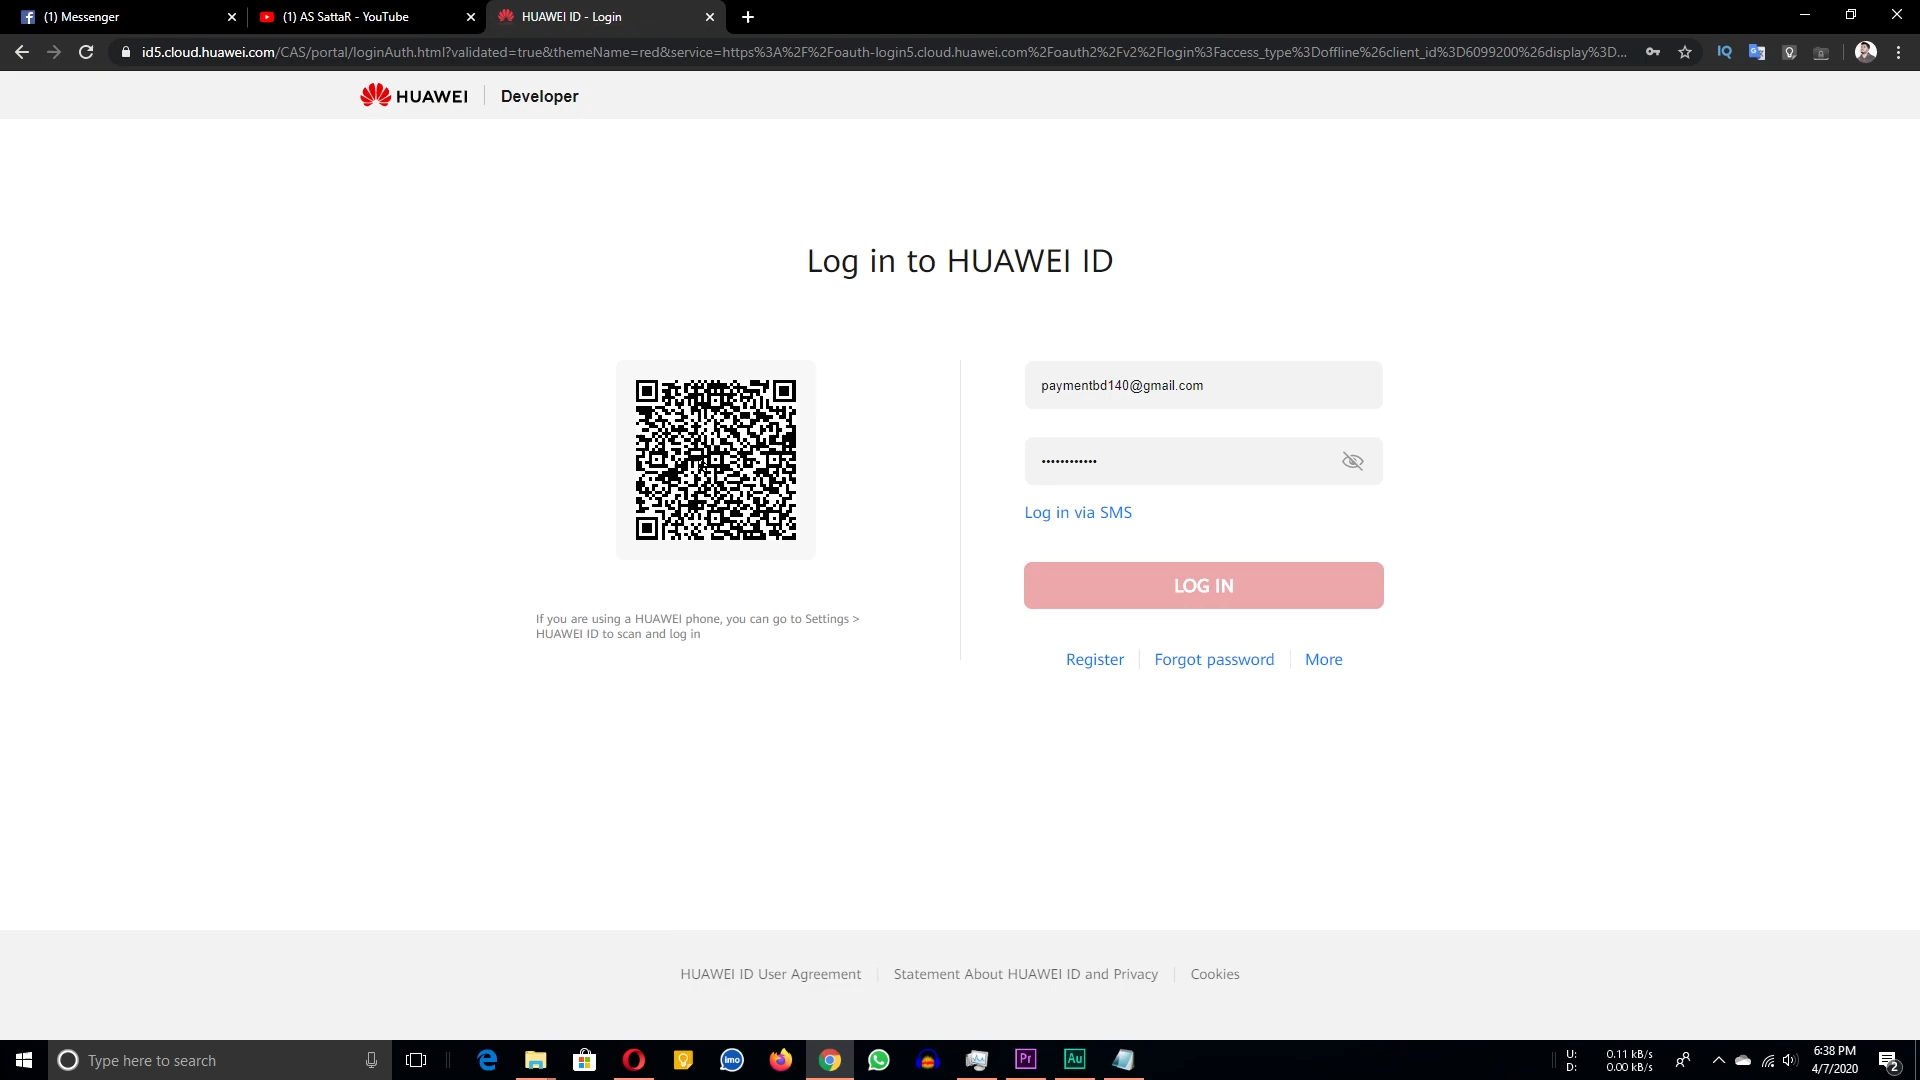 (1) Messenger
(1) AS SattaR - YouTube
HUAWEI ID - Login
id5.cloud.huawei.com/CAS/portal/loginAuth.html?validated=true&themeName=red&service=https%3A%2F%2Foauth-login5.cloud.huawei.com%2Foauth2%2Fv2%2Flogin%3Faccess_type%3Doffline%26client_id%3D6099200%26display%3D...
IQ
HUAWEI
Developer
Log in to HUAWEI ID
paymentbd140@gmail.com
Log in via SMS
LOG IN
If you are using a HUAWEI phone, you can go to Settings >
HUAWEI ID to scan and log in
Register
Forgot password
More
HUAWEI ID User Agreement
Statement About HUAWEI ID and Privacy
Cookies
Type here to search
imo
Pr
Au
U: 0.11 kB/s
D: 0.00 kB/s
6:38 PM
4/7/2020
2